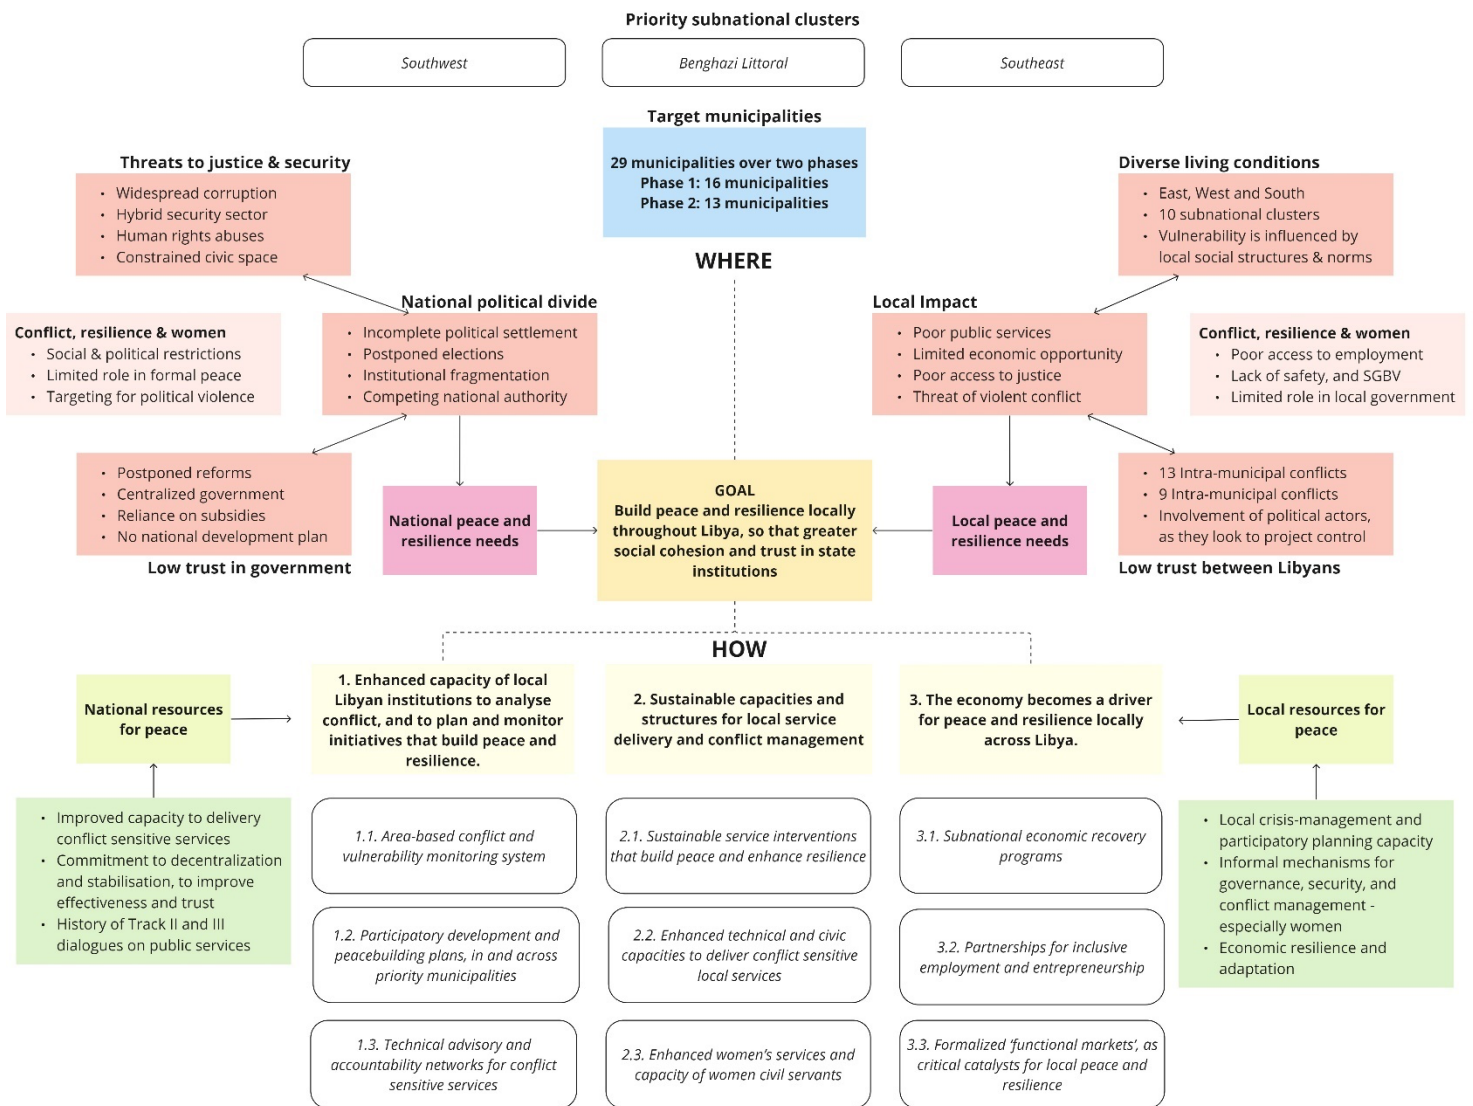 Priority subnational clusters
Southwest
Benghazi Littoral
Southeast
Target municipalities
29 municipalities over two phases
Phase 1: 16 municipalities
Phase 2: 13 municipalities
WHERE
Threats to justice & security
• Widespread corruption
• Hybrid security sector
• Human rights abuses
• Constrained civic space
Diverse living conditions
• East, West and South
• 10 subnational clusters
• Vulnerability is influenced by
local social structures & norms
National political divide
• Incomplete political settlement
• Postponed elections
• Institutional fragmentation
• Competing national authority
Local Impact
• Poor public services
• Limited economic opportunity
• Poor access to justice
• Threat of violent conflict
Conflict, resilience & women
• Social & political restrictions
• Limited role in formal peace
• Targeting for political violence
Conflict, resilience & women
• Poor access to employment
• Lack of safety, and SGBV
• Limited role in local government
• Postponed reforms
• Centralized government
• Reliance on subsidies
• No national development plan
Low trust in government
National peace and
resilience needs
GOAL
Build peace and resilience locally
throughout Libya, so that greater
social cohesion and trust in state
institutions
Local peace and
resilience needs
• 13 Intra-municipal conflicts
• 9 Intra-municipal conflicts
• Involvement of political actors,
as they look to project control
Low trust between Libyans
HOW
National resources
for peace
1. Enhanced capacity of local
Libyan institutions to analyse
conflict, and to plan and monitor
initiatives that build peace and
resilience.
2. Sustainable capacities and
structures for local service
delivery and conflict management
3. The economy becomes a driver
for peace and resilience locally
across Libya.
Local resources for
peace
• Improved capacity to delivery
conflict sensitive services
• Commitment to decentralization
and stabilisation, to improve
effectiveness and trust
• History of Track II and III
dialogues on public services
1.1. Area-based conflict and
vulnerability monitoring system
2.1. Sustainable service interventions
that build peace and enhance resilience
3.1. Subnational economic recovery
programs
1.2. Participatory development and
peacebuilding plans, in and across
priority municipalities
2.2. Enhanced technical and civic
capacities to deliver conflict sensitive
local services
3.2. Partnerships for inclusive
employment and entrepreneurship
1.3. Technical advisory and
accountability networks for conflict
sensitive services
2.3. Enhanced women's services and
capacity of women civil servants
3.3. Formalized 'functional markets', as
critical catalysts for local peace and
resilience
• Local crisis-management and
participatory planning capacity
• Informal mechanisms for
governance, security, and
conflict management -
especially women
• Economic resilience and
adaptation